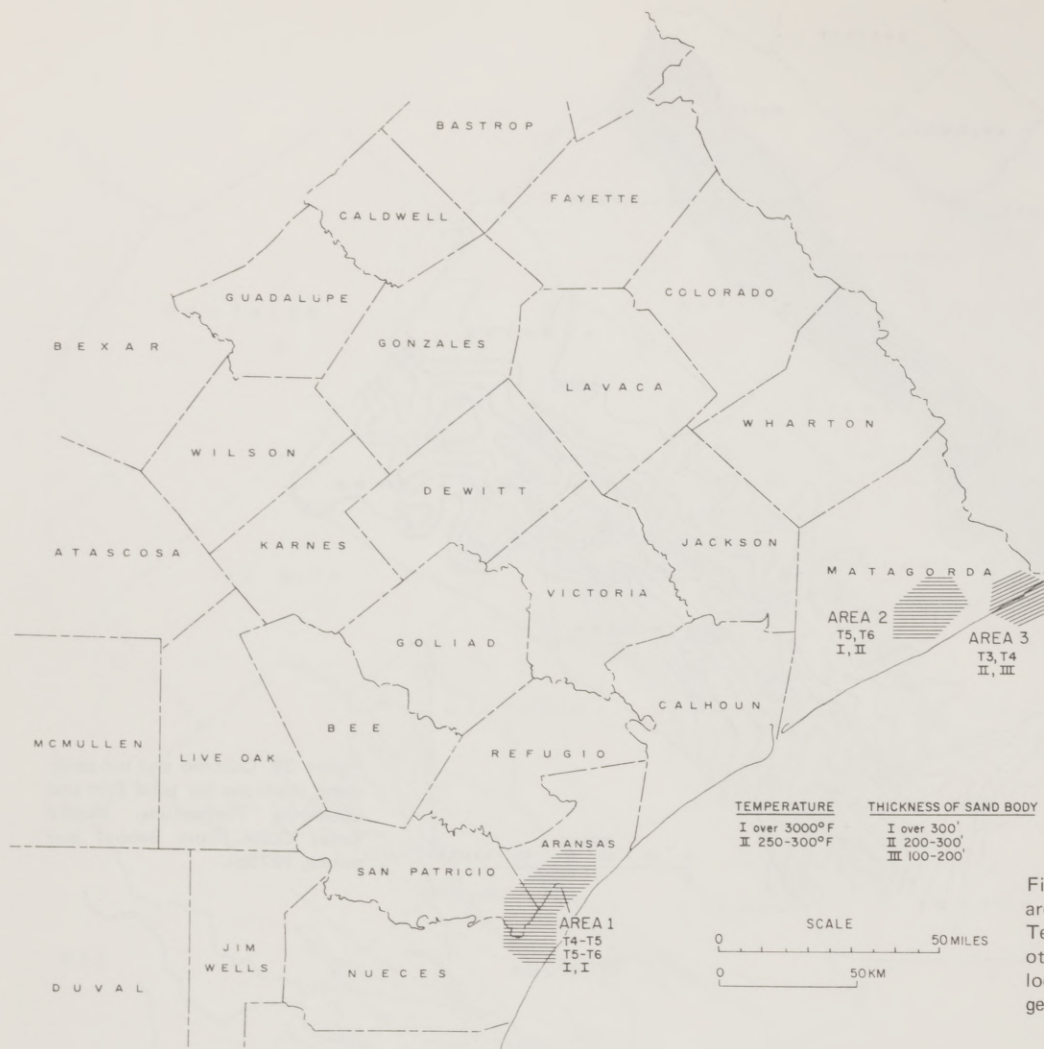 BASTROP
FAYETTE
CALDWELL
COLORADO
GUADALUPE
GONZALES
BEXAR
LAVACA
WHARTON
WILSON
DEWITT
JACKSON
KARNES
ATASCOSA
MATAGORDA
VICTORIA
AREA 2
T5, T6
I, II
AREA 3
T3, T4
II, III
GOLIAD
CALHOUN
BEE
REFUGIO
MCMULLEN
LIVE OAK
TEMPERATURE
I over 3000°F
II 250-300°F
THICKNESS OF SAND BODY
I over 300'
II 200-300'
III 100-200'
ARANSAS
SAN PATRICIO
AREA 1
T4-T5
T5-T6
I, I
SCALE
0 50 MILES
0 50 KM
JIM
WELLS
NUECES
DUVAL